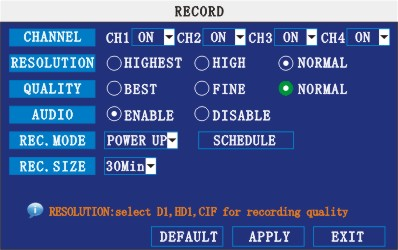 RECORD
CHANNEL CH1 ON CH2 ON CH3 ON CH4 ON
RESOLUTION HIGHEST HIGH NORMAL
QUALITY BEST FINE NORMAL
AUDIO ENABLE DISABLE
REC.MODE POWER UP SCHEDULE
REC.SIZE 30Min
RESOLUTION:select D1,HD1,CIF for recording quality
DEFAULT APPLY EXIT